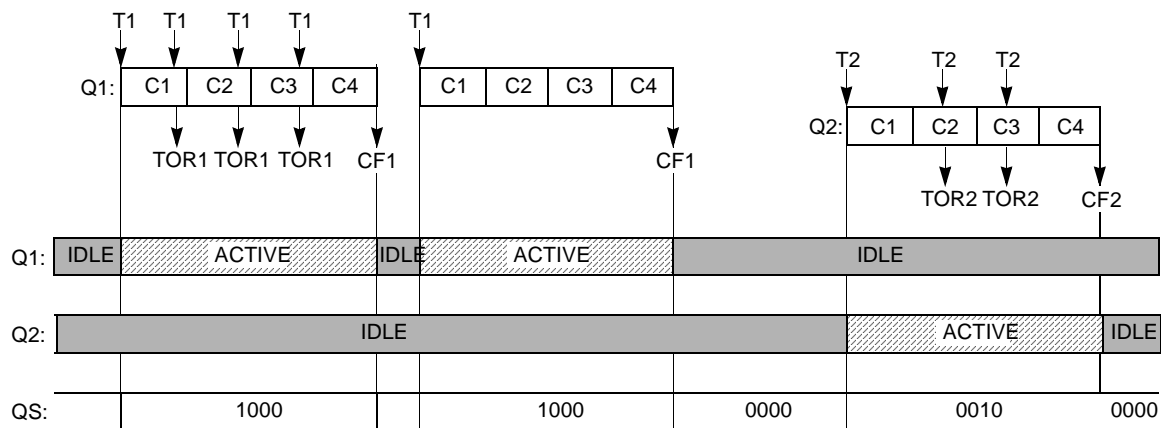 T1 T1 T1 T1 T1
Q1: C1 C2 C3 C4 C1 C2 C3 C4
T2 T2 T2
Q2: C1 C2 C3 C4
TOR1 TOR1 TOR1 CF1 CF1
TOR2 TOR2 CF2
Q1: IDLE ACTIVE IDLE ACTIVE IDLE
Q2: IDLE ACTIVE IDLE
QS: 1000 1000 0000 0010 0000